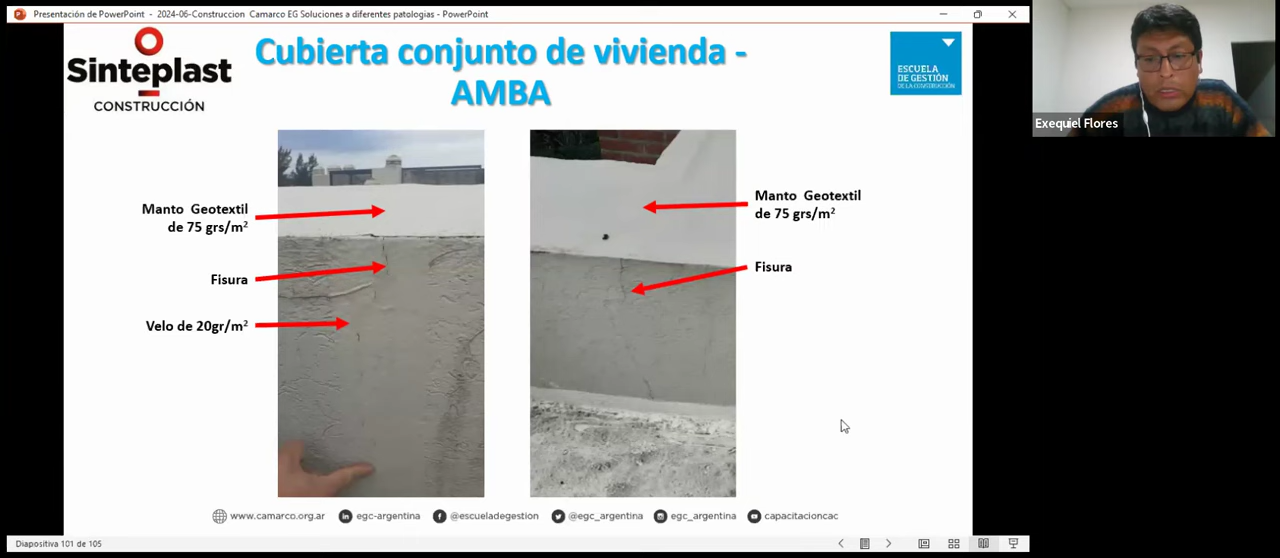 Presentación de PowerPoint - 2024-06-Construccion Camarco EG Soluciones a diferentes patologias - PowerPoint
Sinteplast
CONSTRUCCIÓN
Cubierta conjunto de vivienda -
AMBA
ESCUELA
DE GESTIÓN
DE LA CONSTRUCCIÓN
Exequiel Flores
Manto Geotextil
de 75 grs/m²
Fisura
Velo de 20gr/m²
Manto Geotextil
de 75 grs/m²
Fisura
www.camarco.org.ar egc-argentina @escueladegestion @egc_argentina egc_argentina capacitacioncac
Diapositiva 101 de 105